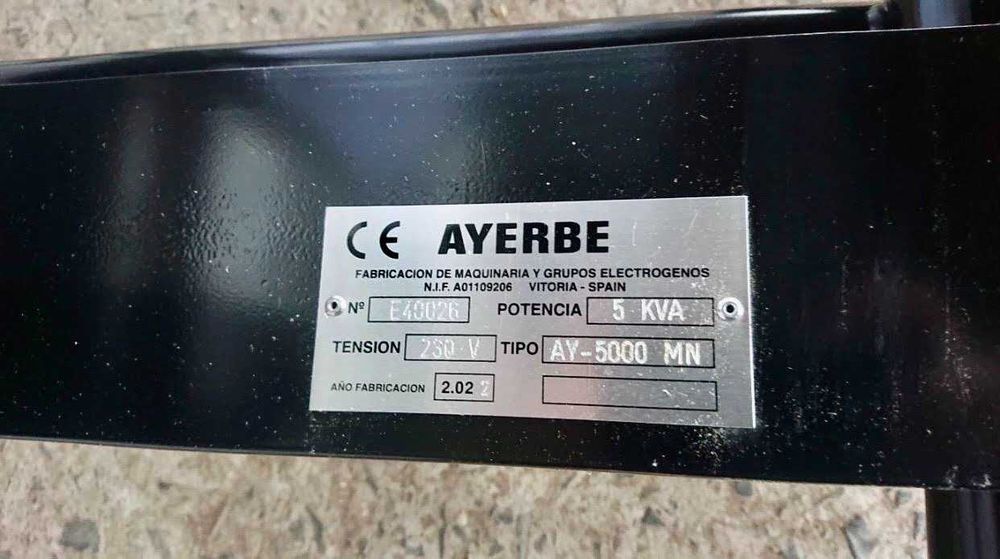 CE AYERBE
FABRICACION DE MAQUINARIA Y GRUPOS ELECTROGENOS
N.I.F. A01109206 VITORIA - SPAIN
Nº E40026 POTENCIA 5 KVA
TENSION 230 V TIPO AY-5000 MN
AÑO FABRICACION 2.022